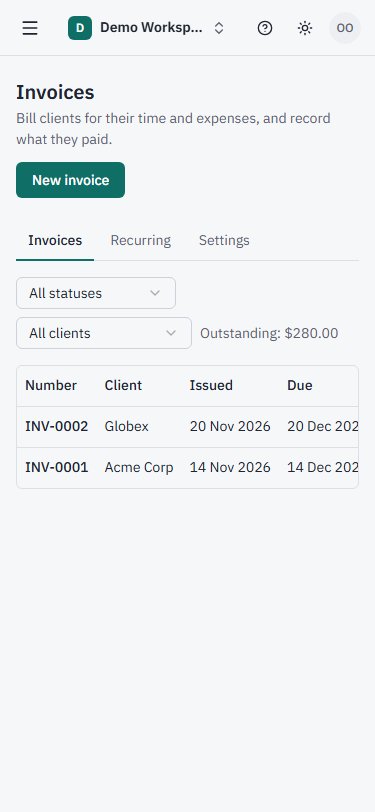 D Demo Worksp... OO
Invoices
Bill clients for their time and expenses, and record
what they paid.
New invoice
Invoices Recurring Settings
All statuses
All clients Outstanding: $280.00
Number Client Issued Due
INV-0002 Globex 20 Nov 2026 20 Dec 202
INV-0001 Acme Corp 14 Nov 2026 14 Dec 202